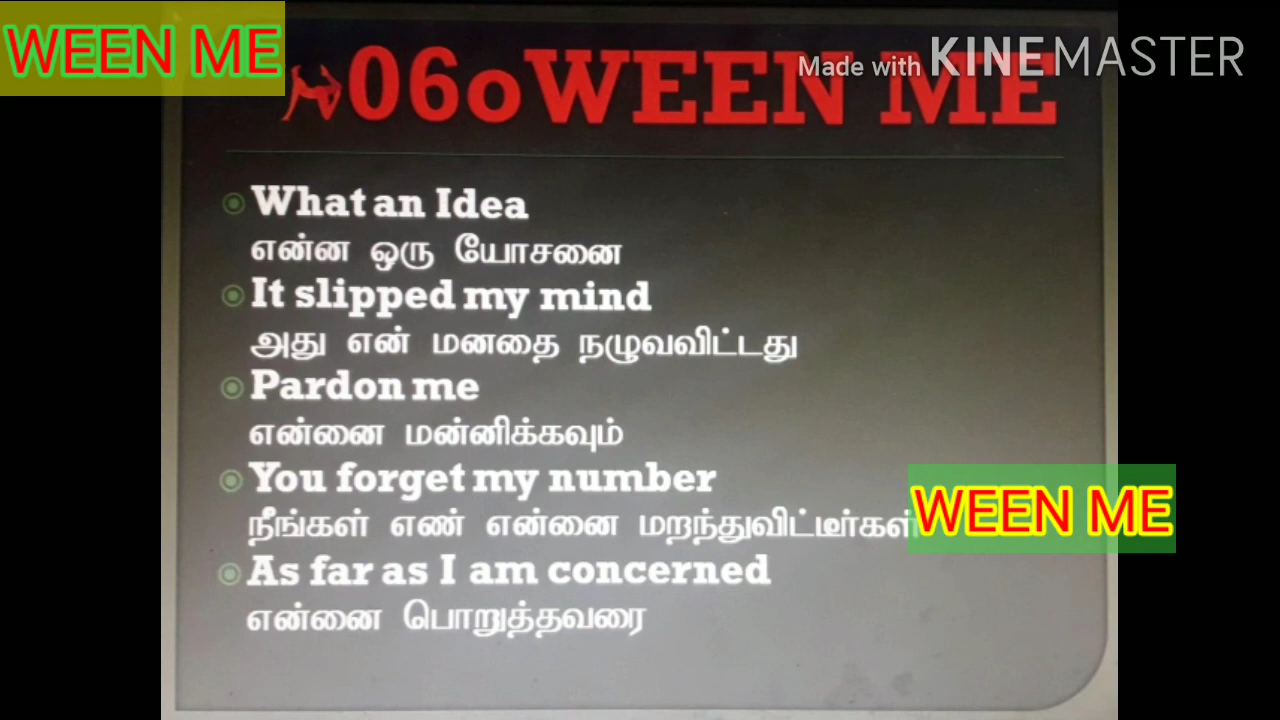 WEEN ME
06o WEEN ME
Made with KINEMASTER
What an Idea
என்ன ஒரு யோசனை
It slipped my mind
அது என் மனதை நழுவவிட்டது
Pardon me
என்னை மன்னிக்கவும்
You forget my number
நீங்கள் எண் என்னை மறந்துவிட்டீர்கள்
WEEN ME
As far as I am concerned
என்னை பொறுத்தவரை